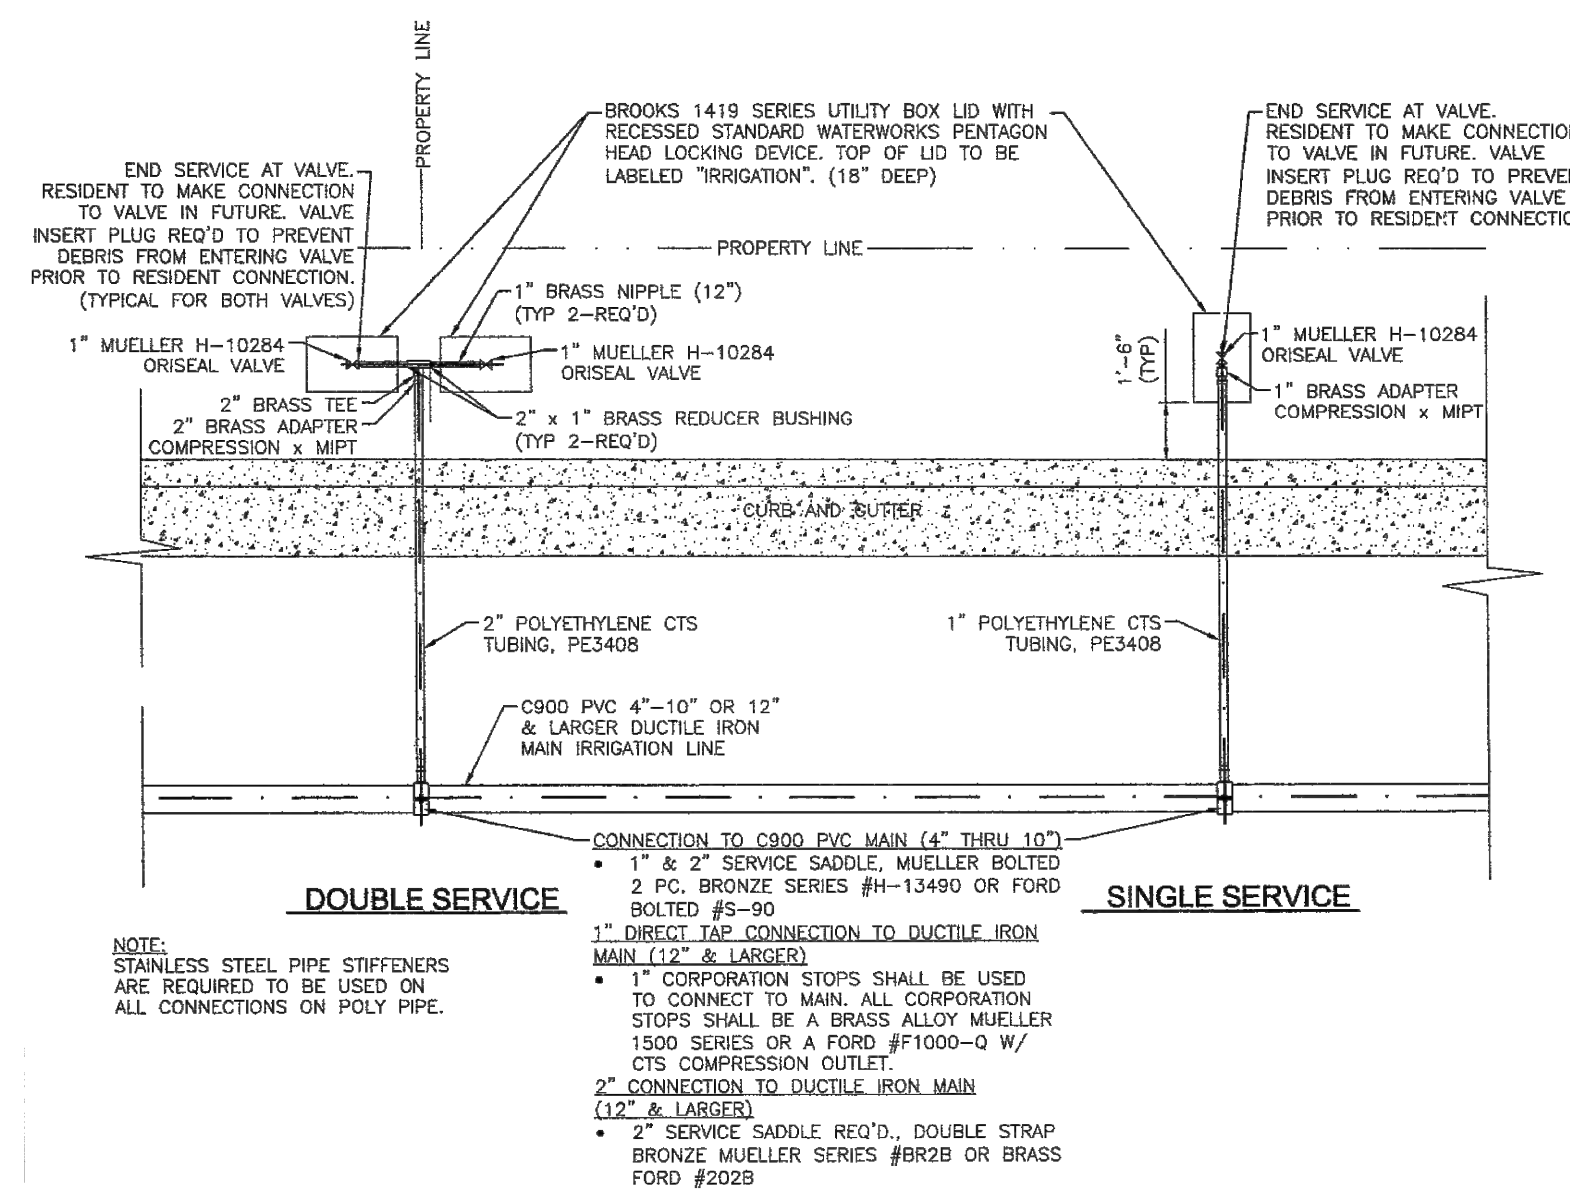 PROPERTY LINE
BROOKS 1419 SERIES UTILITY BOX LID WITH
RECESSED STANDARD WATERWORKS PENTAGON
HEAD LOCKING DEVICE. TOP OF LID TO BE
LABELED "IRRIGATION". (18" DEEP)
END SERVICE AT VALVE.
RESIDENT TO MAKE CONNECTIO
TO VALVE IN FUTURE. VALVE
INSERT PLUG REQ'D TO PREVE
DEBRIS FROM ENTERING VALVE
PRIOR TO RESIDENT CONNECTIO
END SERVICE AT VALVE.
RESIDENT TO MAKE CONNECTION
TO VALVE IN FUTURE. VALVE
INSERT PLUG REQ'D TO PREVENT
DEBRIS FROM ENTERING VALVE
PRIOR TO RESIDENT CONNECTION.
(TYPICAL FOR BOTH VALVES)
PROPERTY LINE
1" BRASS NIPPLE (12")
(TYP 2-REQ'D)
1" MUELLER H-10284
ORISEAL VALVE
1" MUELLER H-10284
ORISEAL VALVE
1'-6"
(TYP)
1" MUELLER H-10284
ORISEAL VALVE
1" BRASS ADAPTER
COMPRESSION x MIPT
2" BRASS TEE
2" BRASS ADAPTER
COMPRESSION x MIPT
2" x 1" BRASS REDUCER BUSHING
(TYP 2-REQ'D)
CURB AND GUTTER
2" POLYETHYLENE CTS
TUBING, PE3408
1" POLYETHYLENE CTS
TUBING, PE3408
C900 PVC 4"-10" OR 12"
& LARGER DUCTILE IRON
MAIN IRRIGATION LINE
DOUBLE SERVICE
SINGLE SERVICE
CONNECTION TO C900 PVC MAIN (4" THRU 10")
• 1" & 2" SERVICE SADDLE, MUELLER BOLTED
2 PC. BRONZE SERIES #H-13490 OR FORD
BOLTED #S-90
1" DIRECT TAP CONNECTION TO DUCTILE IRON
MAIN (12" & LARGER)
• 1" CORPORATION STOPS SHALL BE USED
TO CONNECT TO MAIN. ALL CORPORATION
STOPS SHALL BE A BRASS ALLOY MUELLER
1500 SERIES OR A FORD #F1000-Q W/
CTS COMPRESSION OUTLET.
2" CONNECTION TO DUCTILE IRON MAIN
(12" & LARGER)
• 2" SERVICE SADDLE REQ'D., DOUBLE STRAP
BRONZE MUELLER SERIES #BR2B OR BRASS
FORD #202B
NOTE:
STAINLESS STEEL PIPE STIFFENERS
ARE REQUIRED TO BE USED ON
ALL CONNECTIONS ON POLY PIPE.